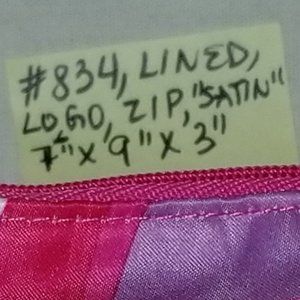 #834, LINED,
LOGO, ZIP, "SATIN"
7" X 9" X 3"